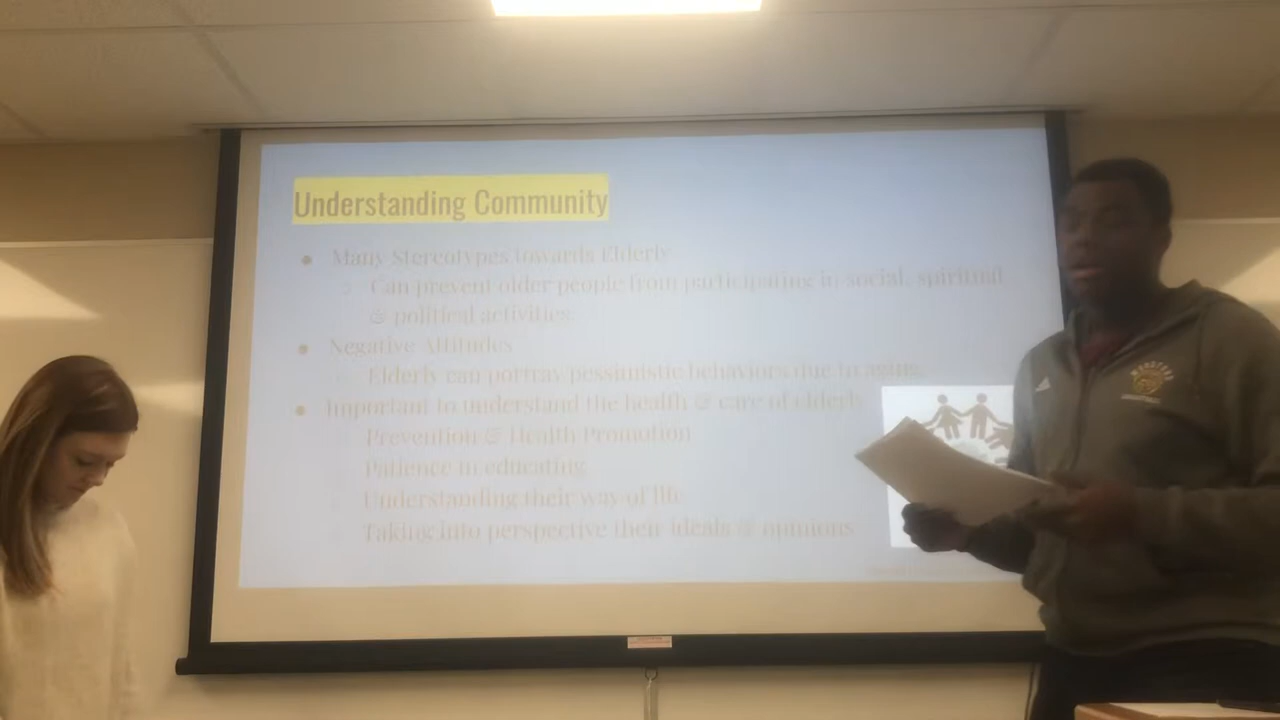 Understanding Community
Many Stereotypes towards Elderly
Can prevent older people from participating in social, spiritual
& political activities.
Negative Attitudes
Elderly can portray pessimistic behaviors due to aging.
Important to understand the health & care of elderly
Prevention & Health Promotion
Patience in educating
Understanding their way of life
Taking into perspective their ideals & opinions